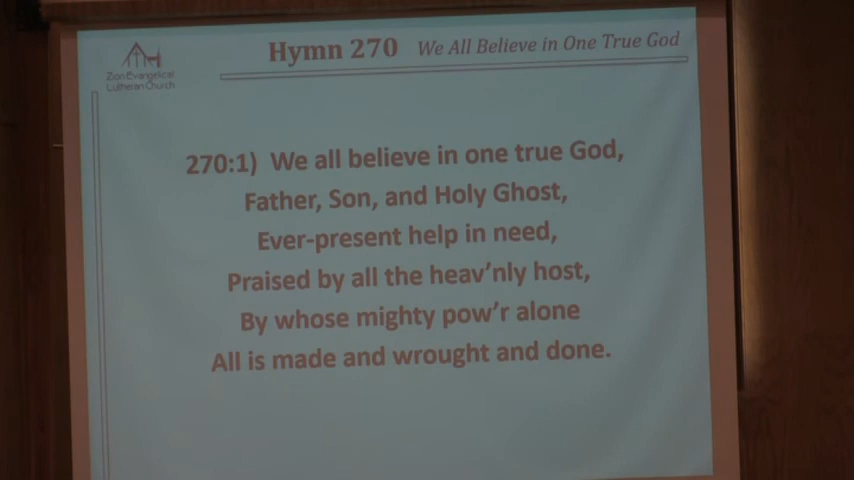 Zion Evangelical
Lutheran Church
Hymn 270 We All Believe in One True God
270:1) We all believe in one true God,
Father, Son, and Holy Ghost,
Ever-present help in need,
Praised by all the heav’nly host,
By whose mighty pow’r alone
All is made and wrought and done.